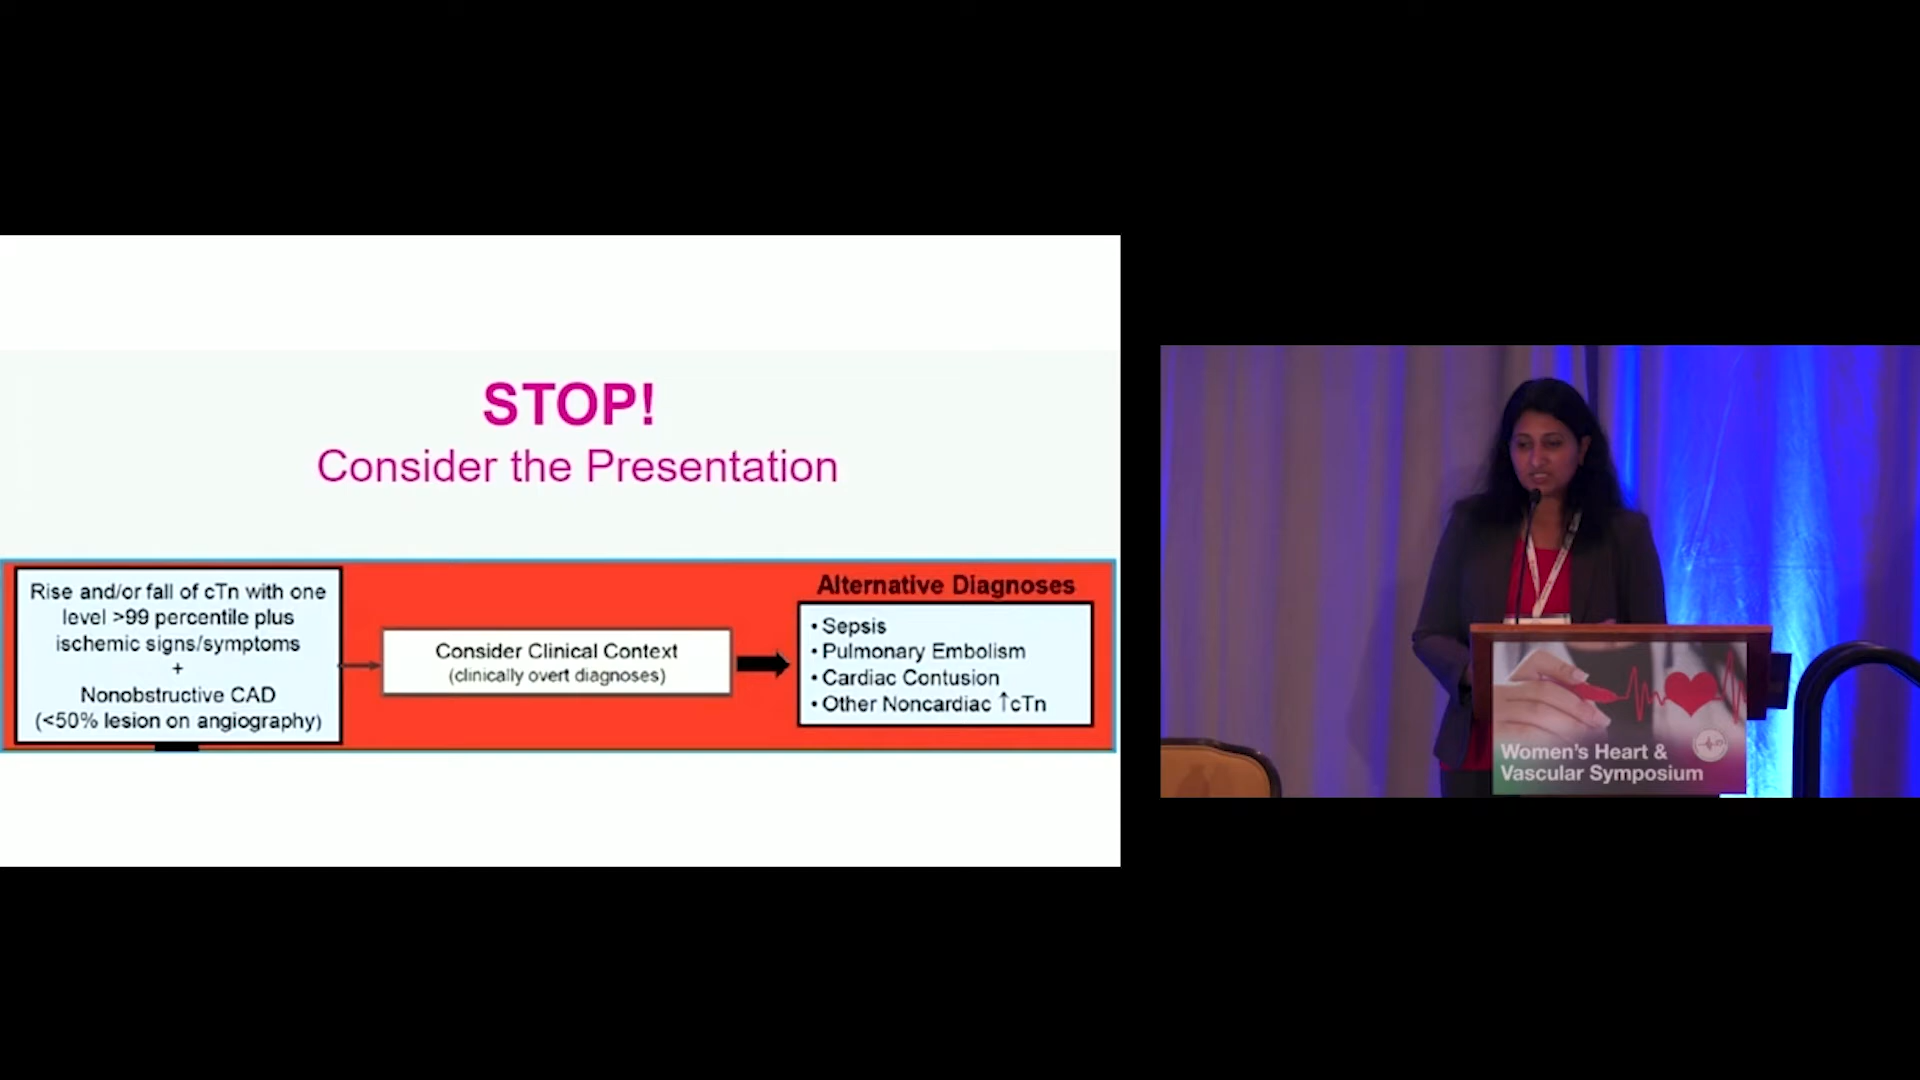 STOP!
Consider the Presentation
Rise and/or fall of cTn with one
level >99 percentile plus
ischemic signs/symptoms
+
Nonobstructive CAD
(<50% lesion on angiography)
Consider Clinical Context
(clinically overt diagnoses)
Alternative Diagnoses
• Sepsis
• Pulmonary Embolism
• Cardiac Contusion
• Other Noncardiac ↑cTn
Women's Heart &
Vascular Symposium